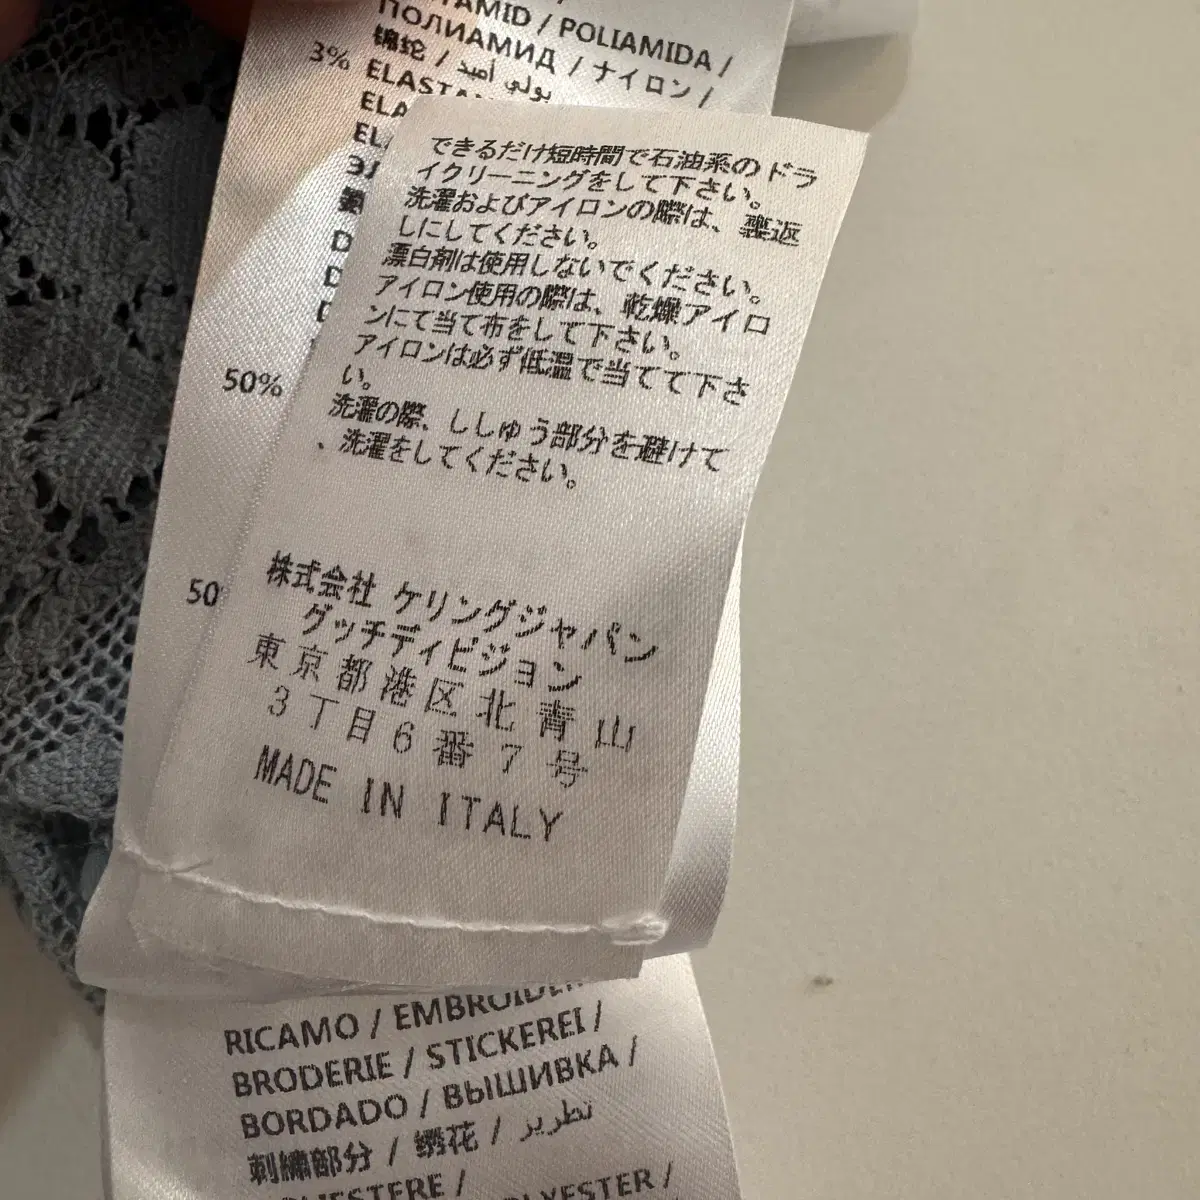 POLIAMIDA /
ПОЛИАМИД / ナイロン /
锦纶 / بولي أميد
3% ELASTA
ELA
EL
ЭЛ
D
D
50%
50
できるだけ短時間で石油系のドラ
イクリーニングをして下さい。
洗濯およびアイロンの際は、裏返
しにしてください。
漂白剤は使用しないでください。
アイロン使用の際は、乾燥アイロ
ンにて当て布をして下さい。
アイロンは必ず低温で当てて下さ
い。
洗濯の際、ししゅう部分を避けて
、洗濯をしてください。
株式会社 ケリングジャパン
グッチディビジョン
東京都港区北青山
3丁目6番7号
MADE IN ITALY
RICAMO / EMBROIDER
BRODERIE / STICKEREI /
BORDADO / ВЫШИВКА /
刺繍部分 / 绣花 / تطريز